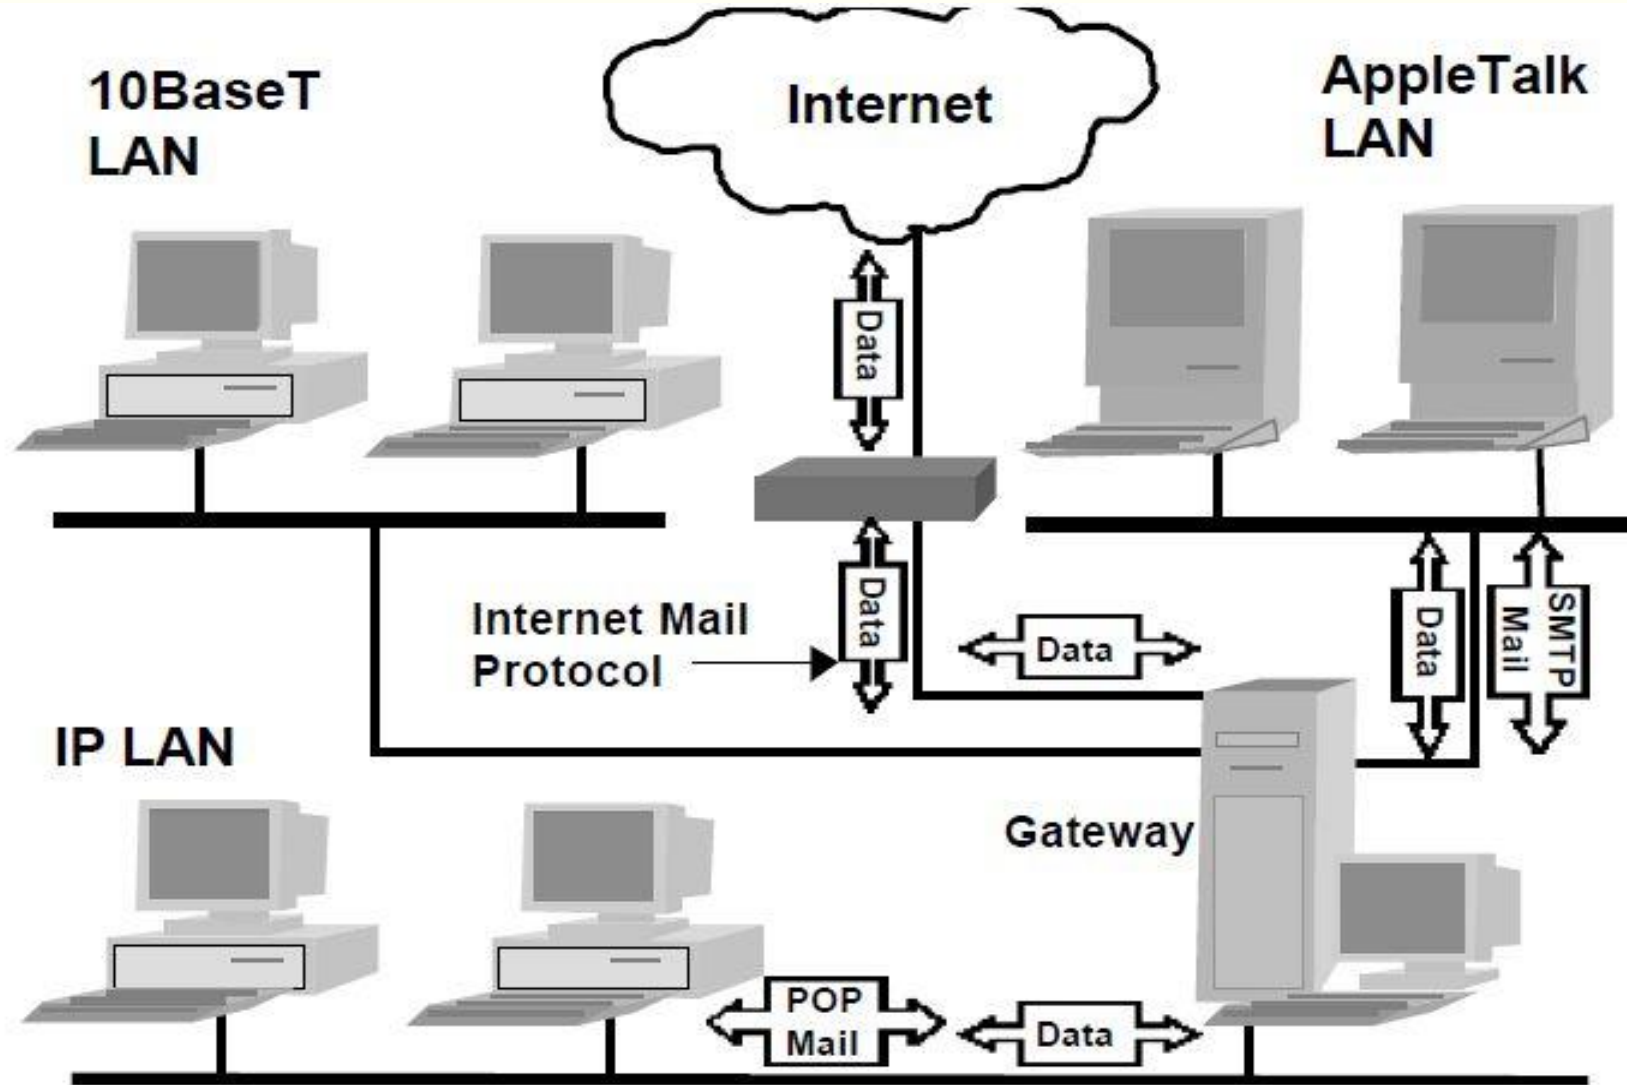 10BaseT
LAN
Internet
AppleTalk
LAN
Data
Internet Mail
Protocol
Data
Data
Data
SMTP
Mail
IP LAN
Gateway
POP
Mail
Data